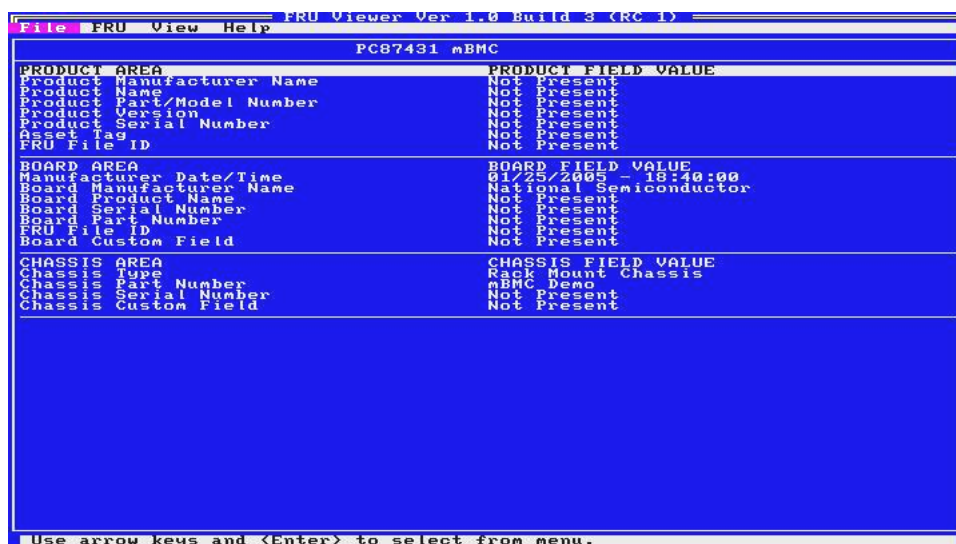 FRU Viewer Ver 1.0 Build 3 (RC 1)
File FRU View Help
PC87431 mBMC
PRODUCT AREA PRODUCT FIELD VALUE
Product Manufacturer Name Not Present
Product Name Not Present
Product Part/Model Number Not Present
Product Version Not Present
Product Serial Number Not Present
Asset Tag Not Present
FRU File ID Not Present
BOARD AREA BOARD FIELD VALUE
Manufacturer Date/Time 01/25/2005 - 18:40:00
Board Manufacturer Name National Semiconductor
Board Product Name Not Present
Board Serial Number Not Present
Board Part Number Not Present
FRU File ID Not Present
Board Custom Field Not Present
CHASSIS AREA CHASSIS FIELD VALUE
Chassis Type Rack Mount Chassis
Chassis Part Number mBMC Demo
Chassis Serial Number Not Present
Chassis Custom Field Not Present
Use arrow keys and <Enter> to select from menu.